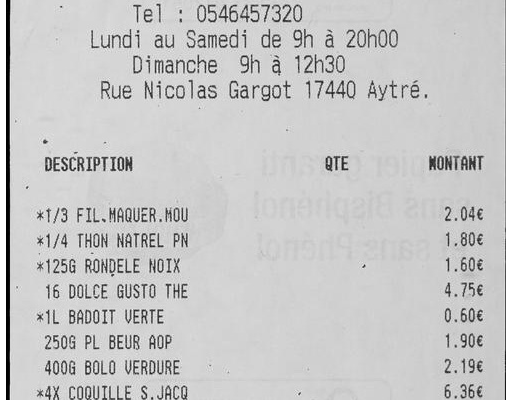 Tel : 0546457320
Lundi au Samedi de 9h à 20h00
Dimanche 9h à 12h30
Rue Nicolas Gargot 17440 Aytré.
DESCRIPTION QTE MONTANT
*1/3 FIL.MAQUER.MOU 2.04€
*1/4 THON NATREL PN 1.80€
*125G RONDELE NOIX 1.60€
16 DOLCE GUSTO THE 4.75€
*1L BADOIT VERTE 0.60€
250G PL BEUR AOP 1.90€
400G BOLO VERDURE 2.19€
*4X COQUILLE S.JACQ 6.36€
Papier garanti
sans Bisphénol
et sans Phénol